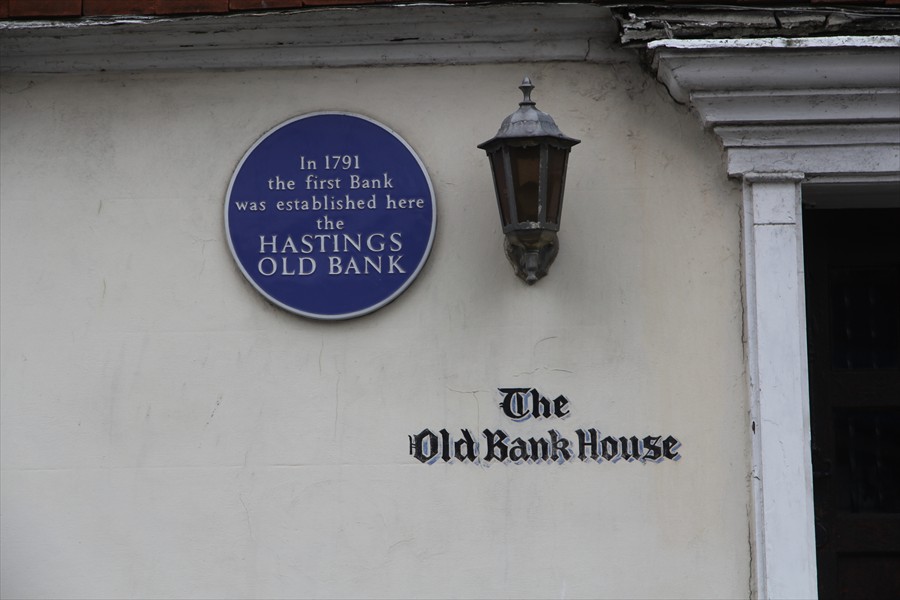 In 1791
the first Bank
was established here
the
HASTINGS
OLD BANK
The
Old Bank House